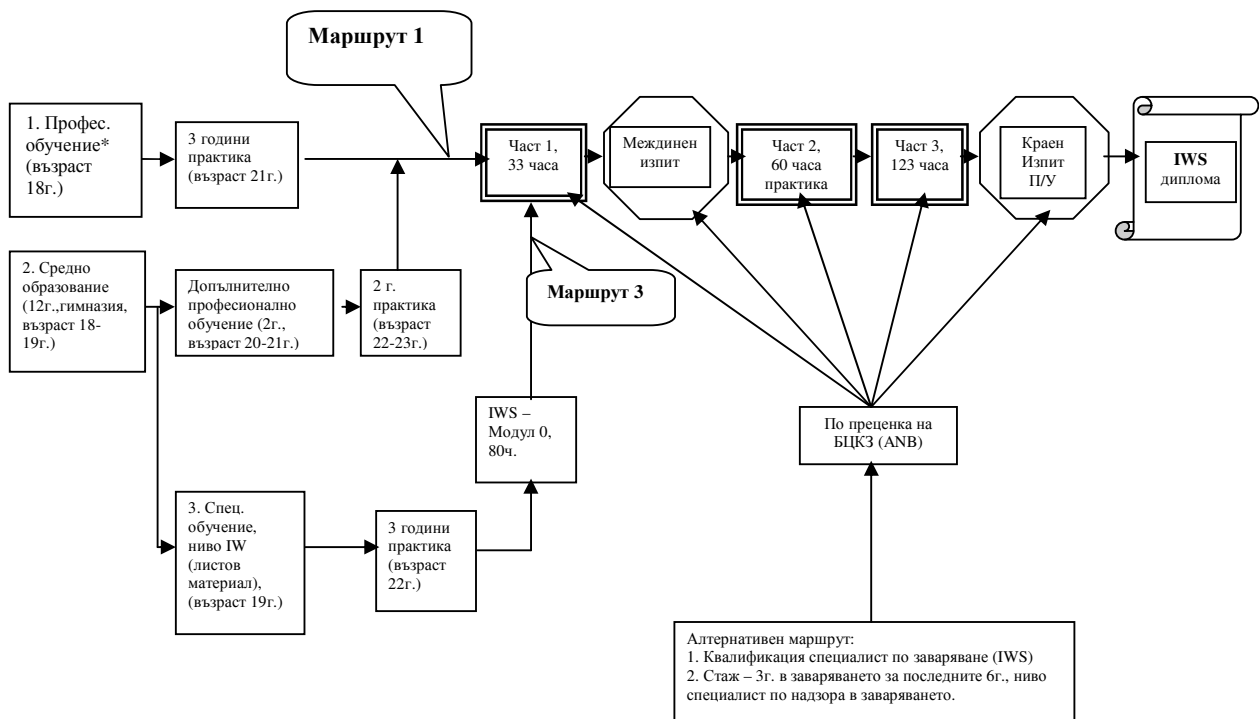 Маршрут 1
1. Профес.
обучение*
(възраст
18г.)
3 години
практика
(възраст 21г.)
Част 1,
33 часа
Междинен
изпит
Част 2,
60 часа
практика
Част 3,
123 часа
Краен
Изпит
П/У
IWS
диплома
2. Средно
образование
(12г.,гимназия,
възраст 18-
19г.)
Допълнително
професионално
обучение (2г.,
възраст 20-21г.)
2 г.
практика
(възраст
22-23г.)
Маршрут 3
IWS –
Модул 0,
80ч.
По преценка на
БЦКЗ (ANB)
3. Спец.
обучение,
ниво IW
(листов
материал),
(възраст 19г.)
3 години
практика
(възраст
22г.)
Алтернативен маршрут:
1. Квалификация специалист по заваряване (IWS)
2. Стаж – 3г. в заваряването за последните 6г., ниво
специалист по надзора в заваряването.